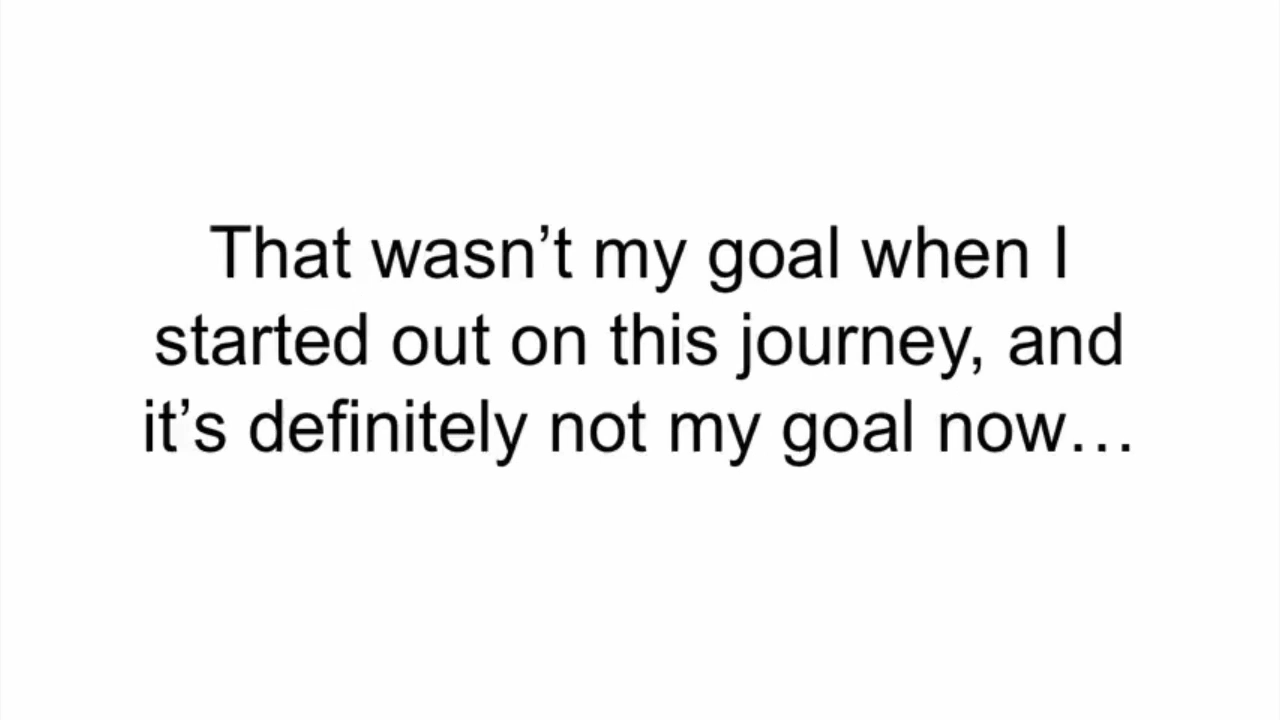 That wasn’t my goal when I
started out on this journey, and
it’s definitely not my goal now…